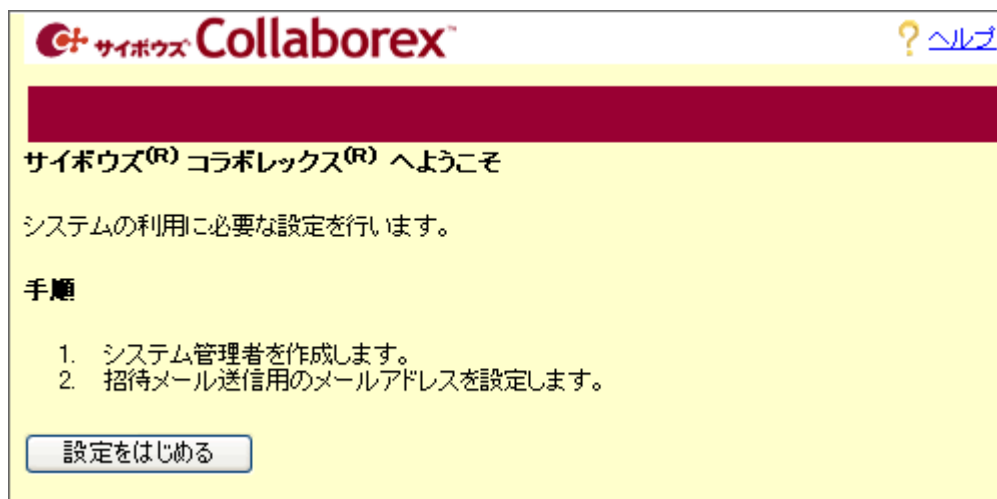 サイボウズ Collaborex™ ? ヘルプ
サイボウズ(R) コラボレックス(R) へようこそ
システムの利用に必要な設定を行います。
手順
1. システム管理者を作成します。
2. 招待メール送信用のメールアドレスを設定します。
設定をはじめる